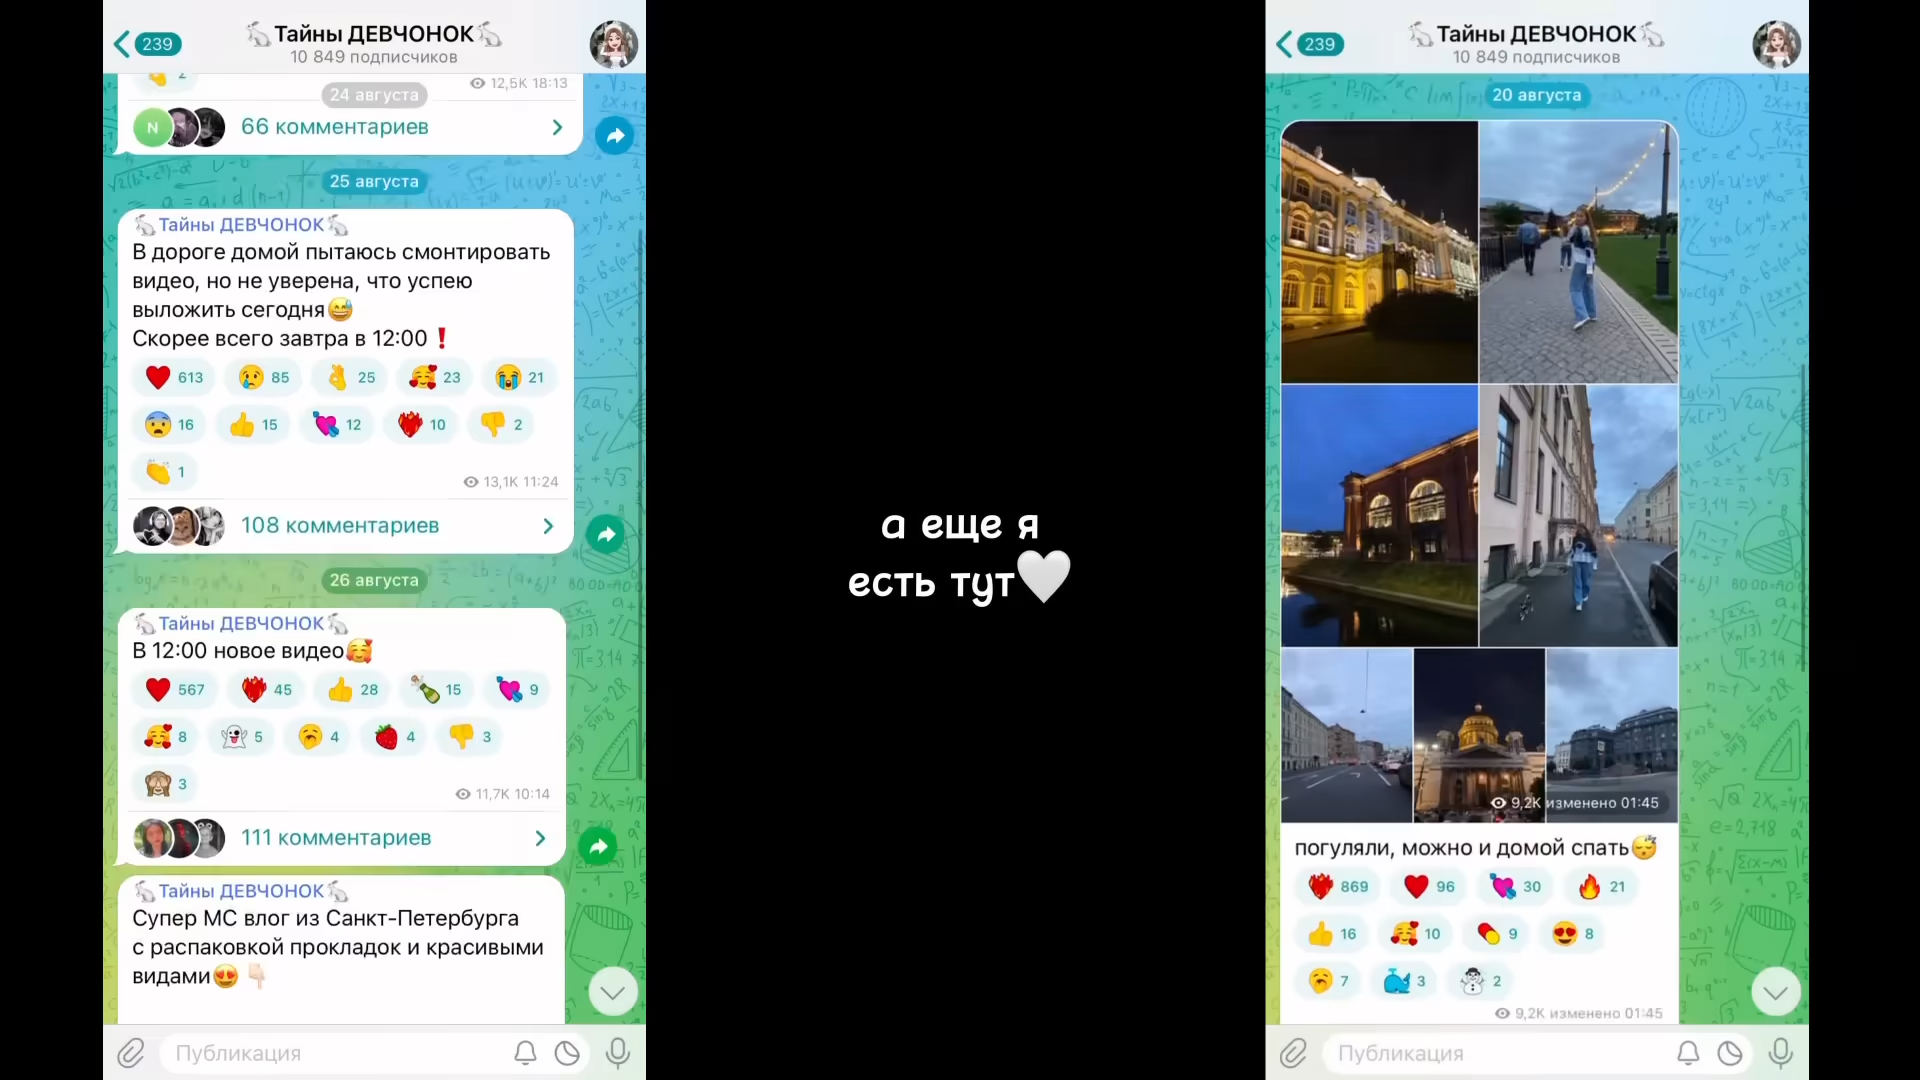 239
Тайны ДЕВЧОНОК
10 849 подписчиков
2
12,5K 18:13
24 августа
N
66 комментариев
25 августа
Тайны ДЕВЧОНОК
В дороге домой пытаюсь смонтировать
видео, но не уверена, что успею
выложить сегодня😅
Скорее всего завтра в 12:00❗
❤️ 613 😢 85 👌 25 🥰 23 😭 21
😨 16 👍 15 💘 12 ❤️‍🔥 10 👎 2
👏 1
13,1K 11:24
108 комментариев
26 августа
Тайны ДЕВЧОНОК
В 12:00 новое видео🥰
❤️ 567 ❤️‍🔥 45 👍 28 🍾 15 💘 9
🥰 8 👻 5 🥱 4 🍓 4 👎 3
🙈 3
11,7K 10:14
111 комментариев
Тайны ДЕВЧОНОК
Супер МС влог из Санкт-Петербурга
с распаковкой прокладок и красивыми
видами😍👇🏻
Публикация
а еще я
есть тут🤍
239
Тайны ДЕВЧОНОК
10 849 подписчиков
20 августа
9,2K изменено 01:45
погуляли, можно и домой спать😴
❤️‍🔥 869 ❤️ 96 💘 30 🔥 21
👍 16 🥰 10 💊 9 😍 8
🥱 7 🐳 3 ☃️ 2
9,2K изменено 01:45
Публикация